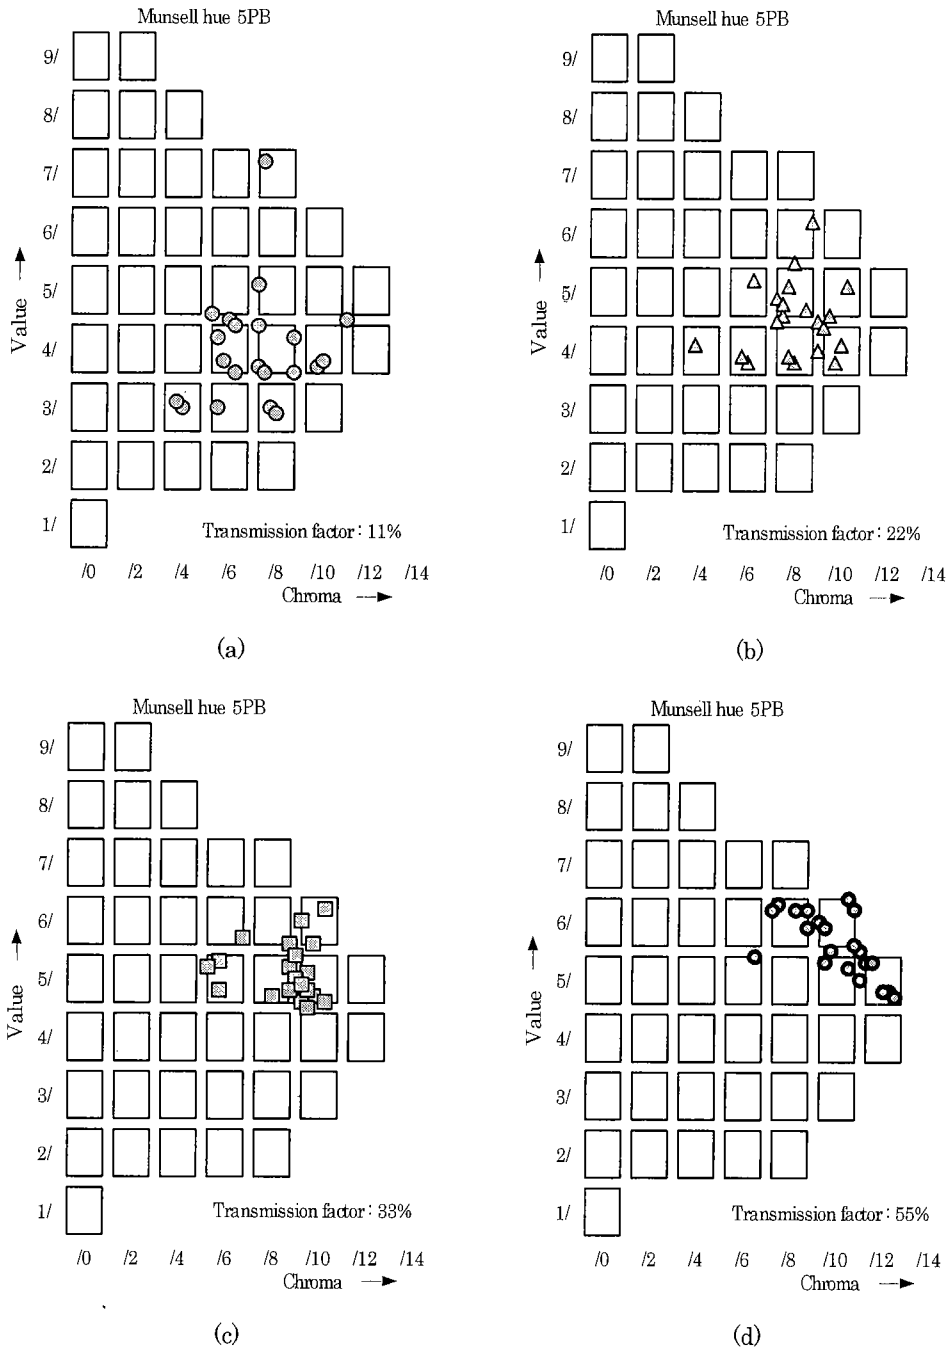 Munsell hue 5PB
9/
8/
7/
6/
5/
4/
3/
2/
1/
Value
Transmission factor : 11%
/0 /2 /4 /6 /8 /10 /12 /14
Chroma
(a)
Munsell hue 5PB
9/
8/
7/
6/
5/
4/
3/
2/
1/
Value
Transmission factor : 22%
/0 /2 /4 /6 /8 /10 /12 /14
Chroma
(b)
Munsell hue 5PB
9/
8/
7/
6/
5/
4/
3/
2/
1/
Value
Transmission factor : 33%
/0 /2 /4 /6 /8 /10 /12 /14
Chroma
(c)
Munsell hue 5PB
9/
8/
7/
6/
5/
4/
3/
2/
1/
Value
Transmission factor : 55%
/0 /2 /4 /6 /8 /10 /12 /14
Chroma
(d)